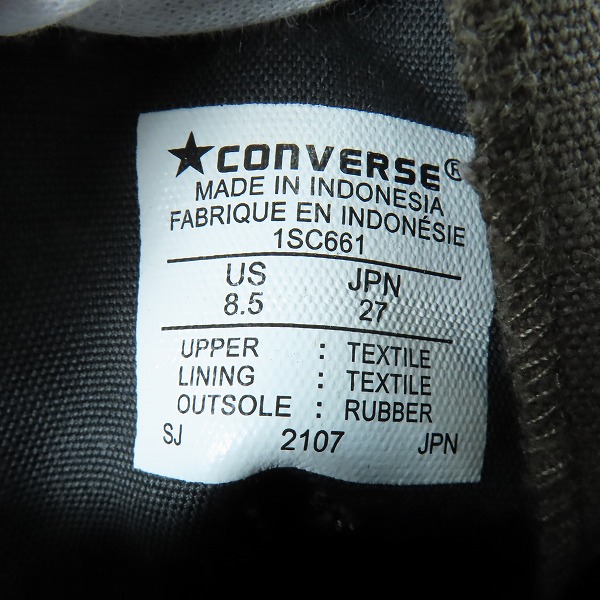 ★CONVERSE®
MADE IN INDONESIA
FABRIQUE EN INDONÉSIE
1SC661
US JPN
8.5 27
UPPER : TEXTILE
LINING : TEXTILE
OUTSOLE : RUBBER
SJ 2107 JPN